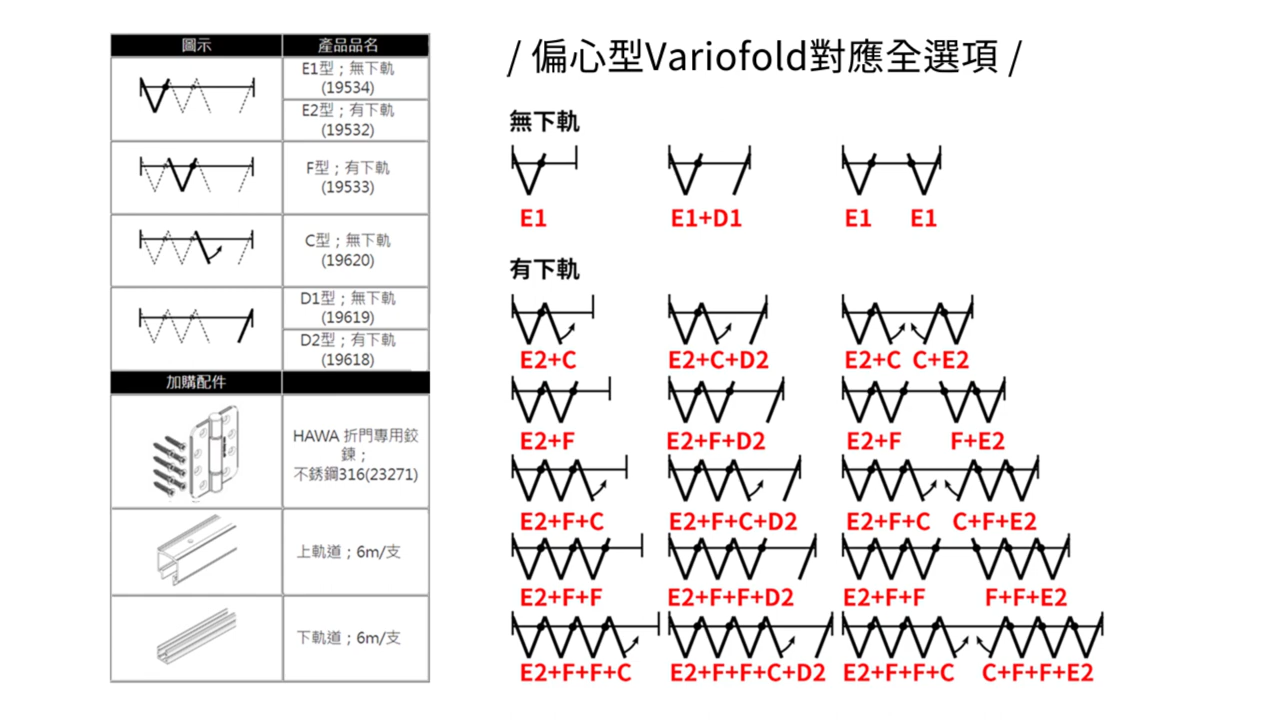 圖示 產品品名
E1型；無下軌
(19534)
E2型；有下軌
(19532)
F型；有下軌
(19533)
C型；無下軌
(19620)
D1型；無下軌
(19619)
D2型；有下軌
(19618)
加購配件
HAWA 折門專用鉸
鍊；
不銹鋼316(23271)
上軌道；6m/支
下軌道；6m/支
/ 偏心型Variofold對應全選項 /
無下軌
E1 E1+D1 E1 E1
有下軌
E2+C E2+C+D2 E2+C C+E2
E2+F E2+F+D2 E2+F F+E2
E2+F+C E2+F+C+D2 E2+F+C C+F+E2
E2+F+F E2+F+F+D2 E2+F+F F+F+E2
E2+F+F+C E2+F+F+C+D2 E2+F+F+C C+F+F+E2